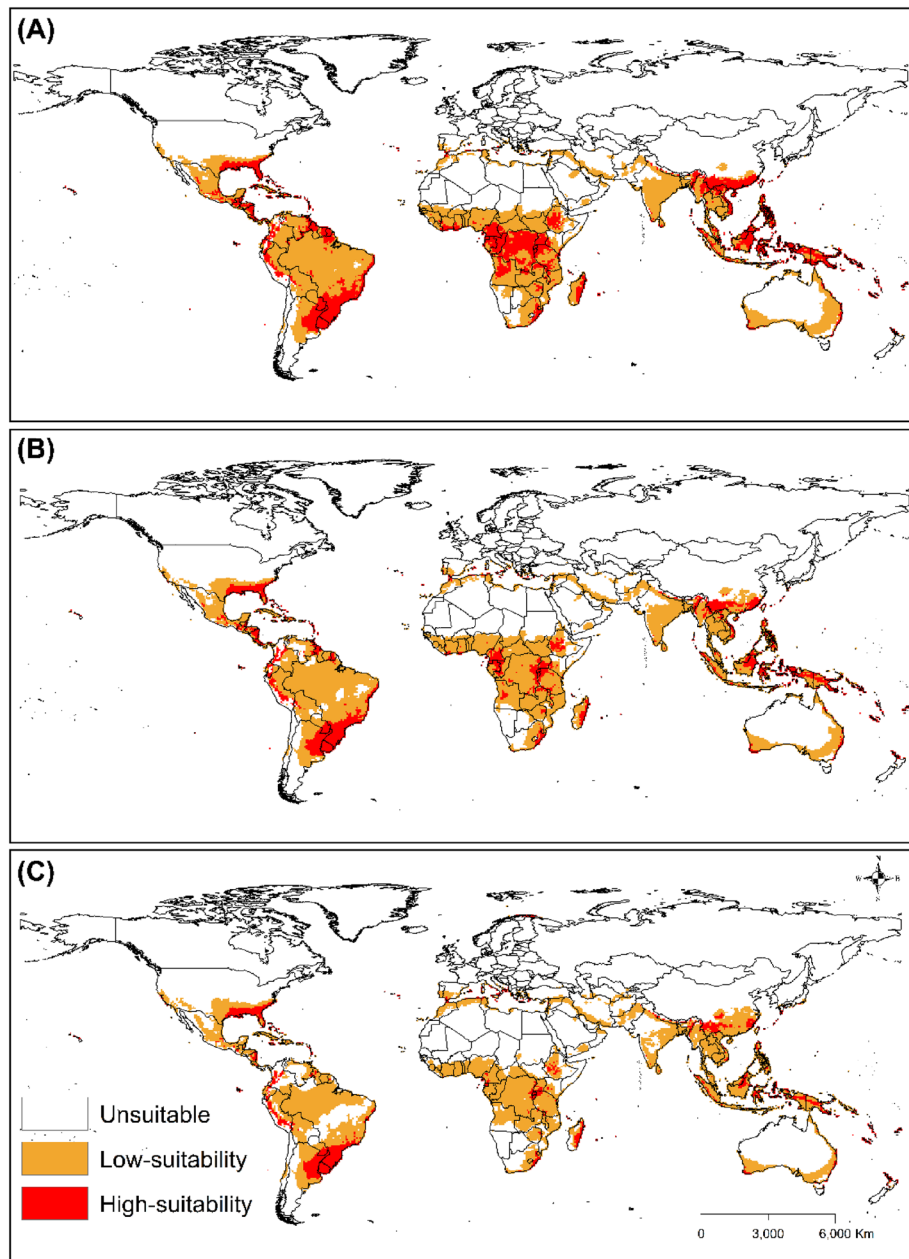 (A)
(B)
(C)
N
W
E
S
Unsuitable
Low-suitability
High-suitability
0 3,000 6,000 Km